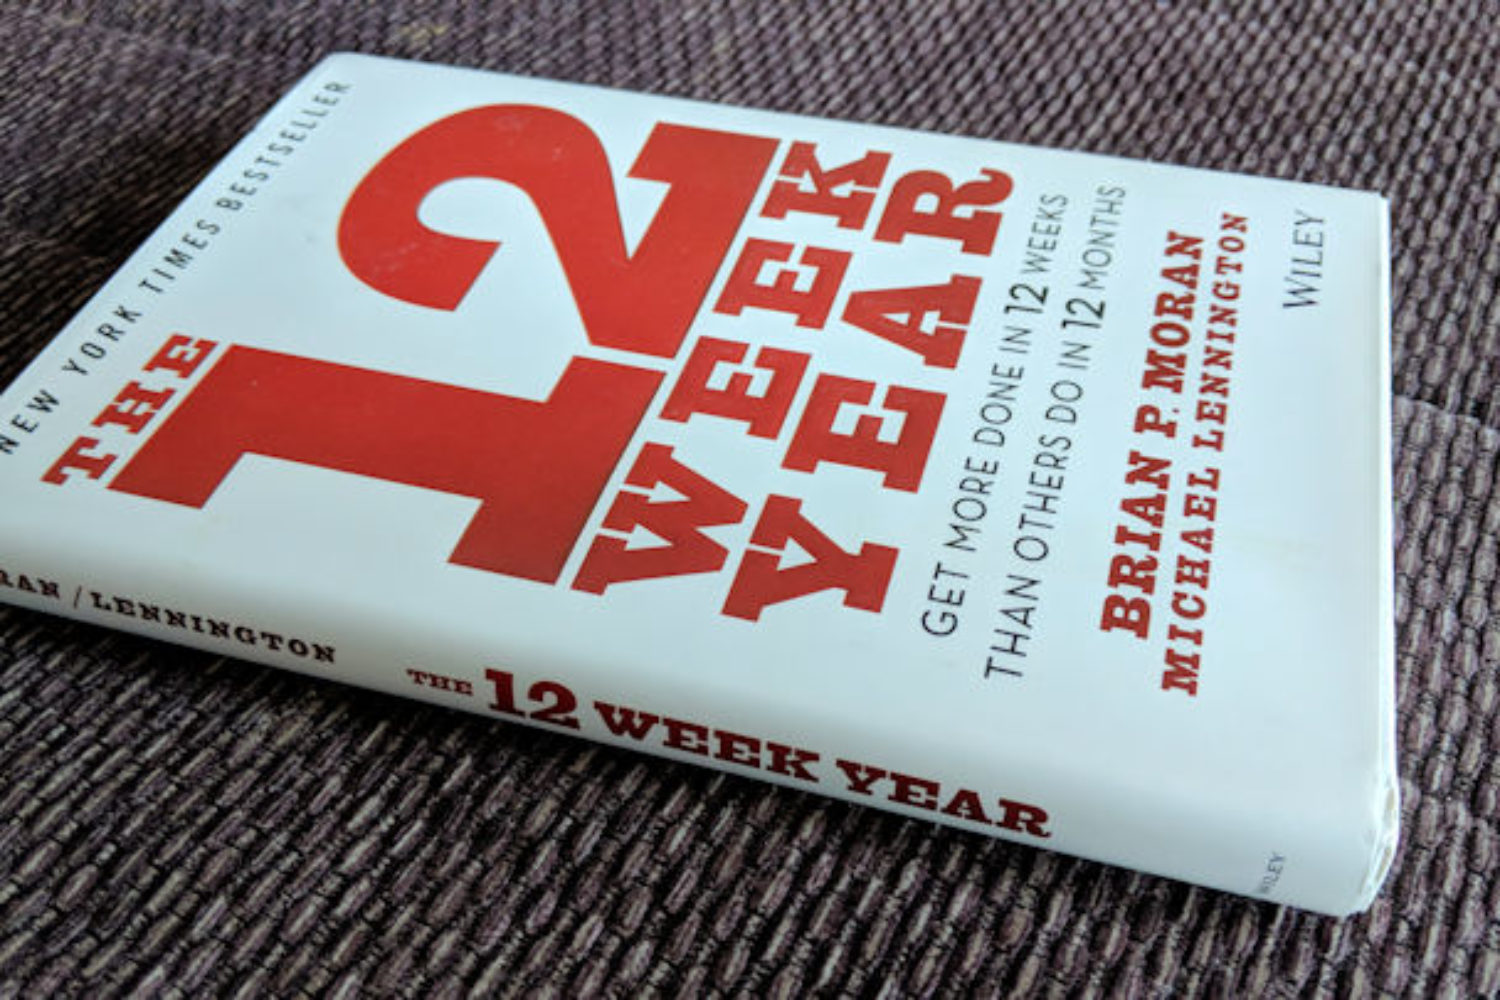 NEW YORK TIMES BESTSELLER
THE
12
WEEK
YEAR
GET MORE DONE IN 12 WEEKS
THAN OTHERS DO IN 12 MONTHS
BRIAN P. MORAN
MICHAEL LENNINGTON
WILEY
RAN / LENNINGTON
THE 12 WEEK YEAR
WILEY